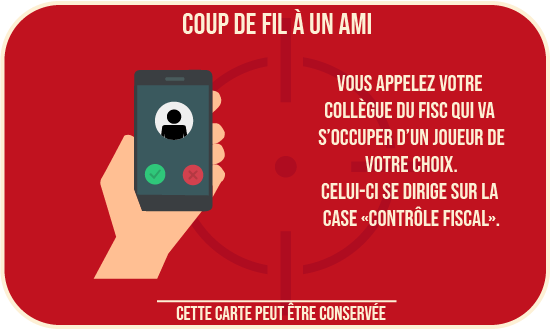 COUP DE FIL À UN AMI
VOUS APPELEZ VOTRE
COLLÈGUE DU FISC QUI VA
S'OCCUPER D'UN JOUEUR DE
VOTRE CHOIX.
CELUI-CI SE DIRIGE SUR LA
CASE «CONTRÔLE FISCAL».
CETTE CARTE PEUT ÊTRE CONSERVÉE